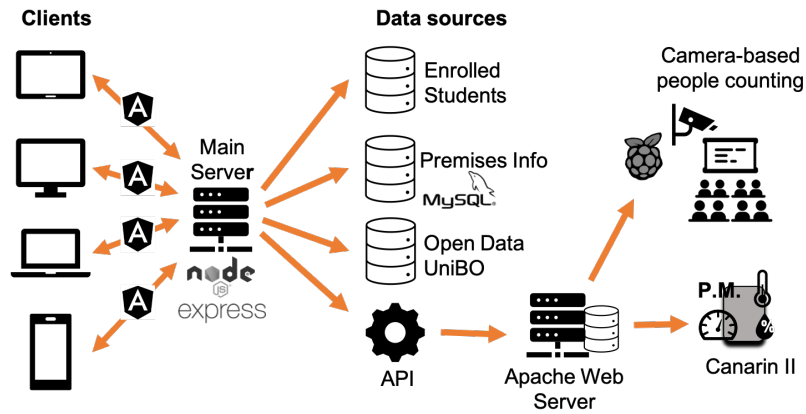 Clients
Data sources
Camera-based
people counting
A
Enrolled
Students
Main
Server
A
Premises Info
MySQL
A
Open Data
UniBO
node
JS
express
A
P.M.
%
API
Apache Web
Server
Canarin II